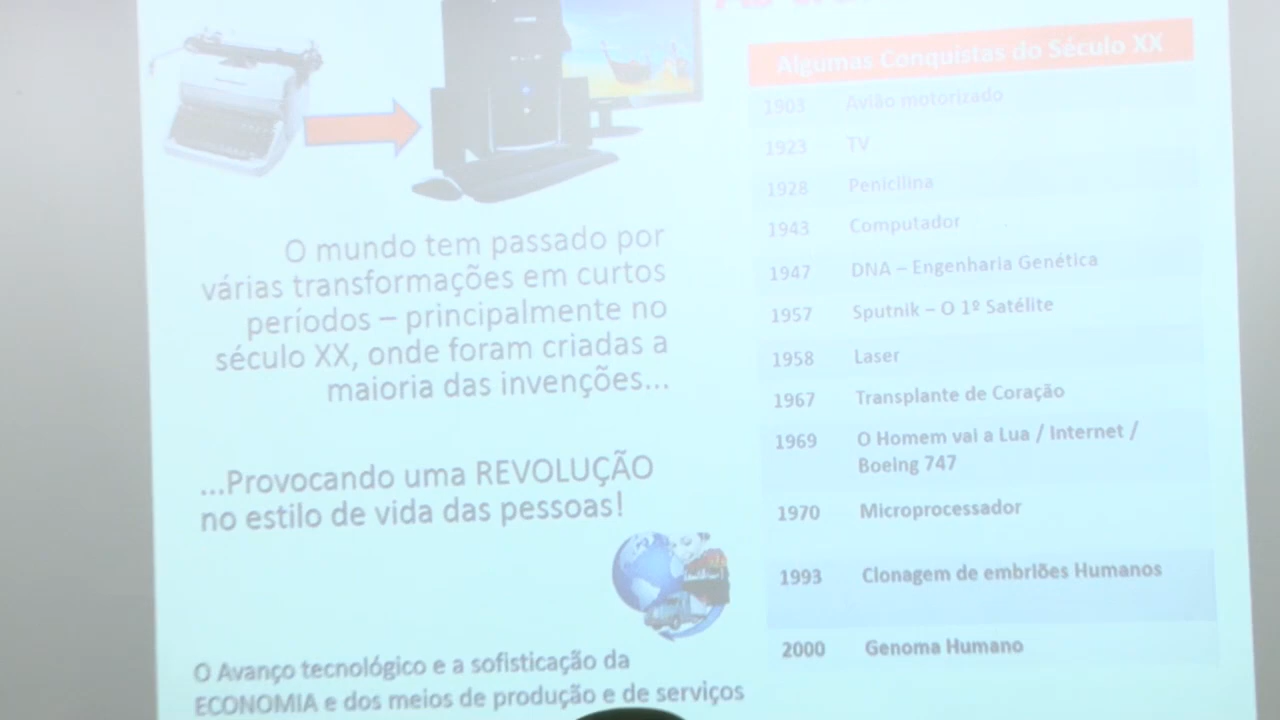 O mundo tem passado por
várias transformações em curtos
períodos – principalmente no
século XX, onde foram criadas a
maioria das invenções...
...Provocando uma REVOLUÇÃO
no estilo de vida das pessoas!
O Avanço tecnológico e a sofisticação da
ECONOMIA e dos meios de produção e de serviços
Algumas Conquistas do Século XX
1903 Avião motorizado
1923 TV
1928 Penicilina
1943 Computador
1947 DNA – Engenharia Genética
1957 Sputnik – O 1º Satélite
1958 Laser
1967 Transplante de Coração
1969 O Homem vai a Lua / Internet /
Boeing 747
1970 Microprocessador
1993 Clonagem de embriões Humanos
2000 Genoma Humano